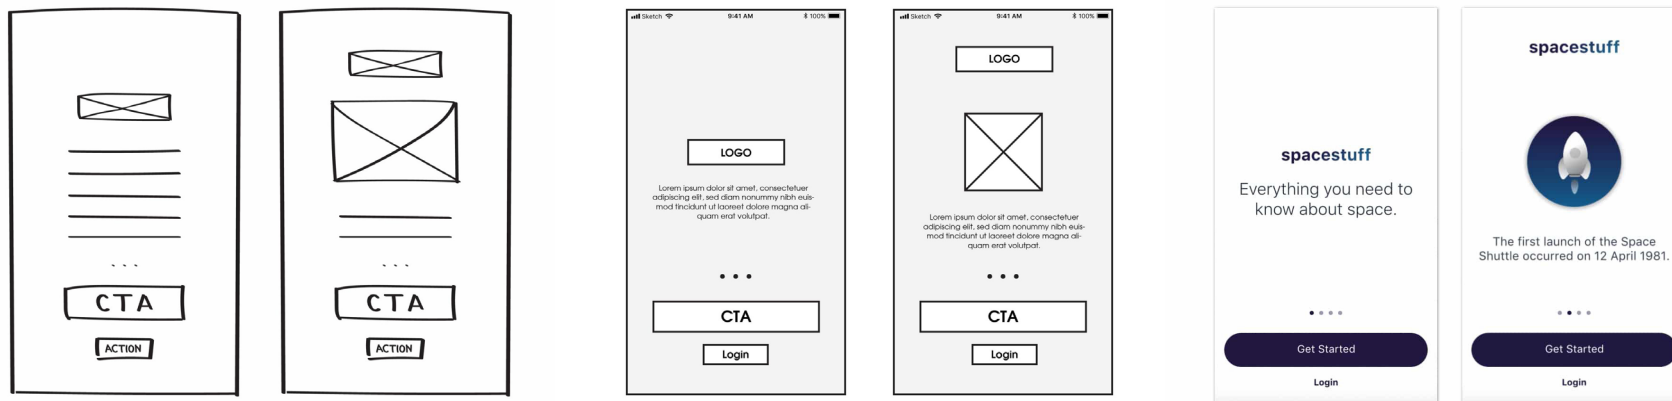 CTA
ACTION
CTA
ACTION
Sketch 9:41 AM 100%
LOGO
Lorem ipsum dolor sit amet, consectetuer
adipiscing elit, sed diam nonummy nibh euis-
mod tincidunt ut laoreet dolore magna ali-
quam erat volutpat.
CTA
Login
Sketch 9:41 AM 100%
LOGO
Lorem ipsum dolor sit amet, consectetuer
adipiscing elit, sed diam nonummy nibh euis-
mod tincidunt ut laoreet dolore magna ali-
quam erat volutpat.
CTA
Login
spacestuff
Everything you need to
know about space.
Get Started
Login
spacestuff
The first launch of the Space
Shuttle occurred on 12 April 1981.
Get Started
Login